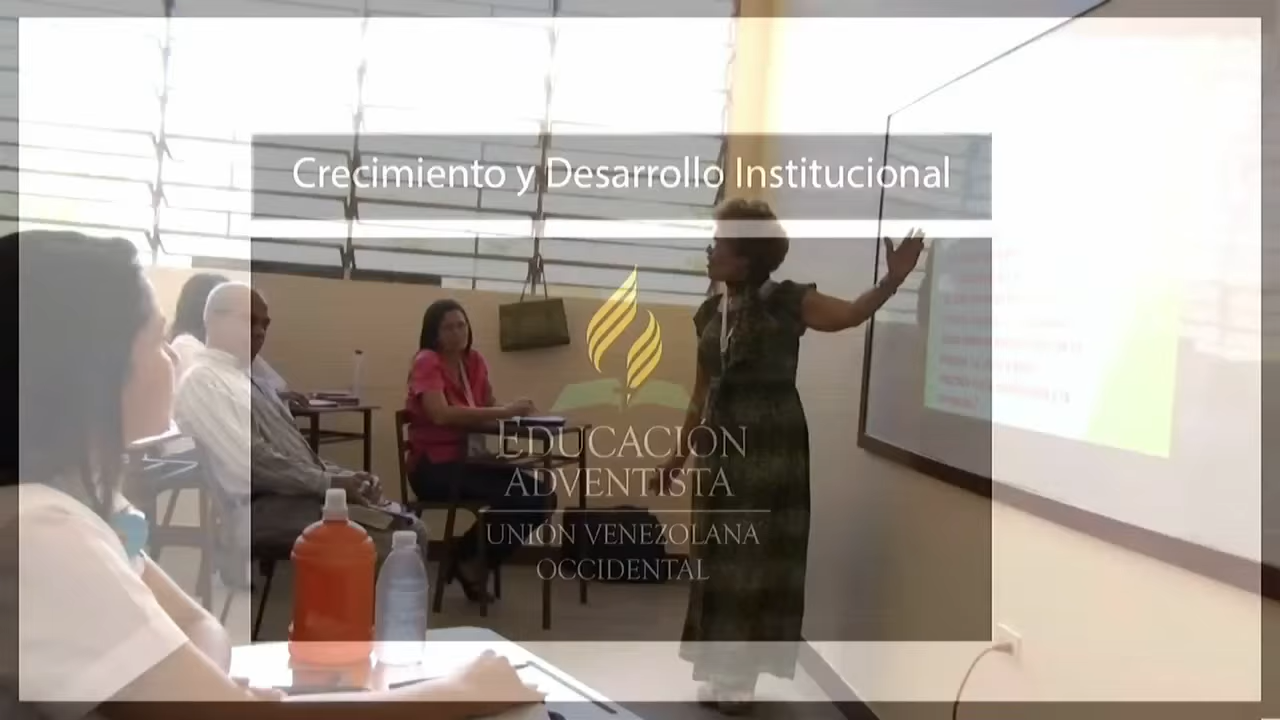 Crecimiento y Desarrollo Institucional
EDUCACIÓN
ADVENTISTA
UNIÓN VENEZOLANA
OCCIDENTAL